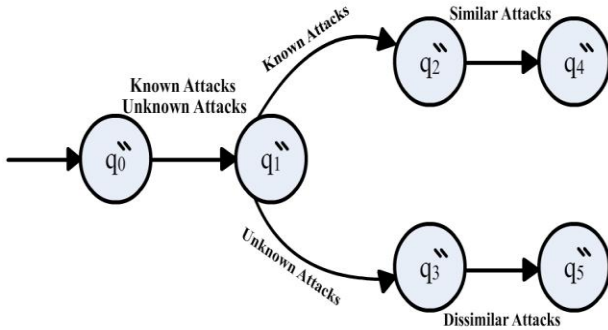 Similar Attacks
Known Attacks
q2‶
q4‶
Known Attacks
Unknown Attacks
q0‶
q1‶
Unknown Attacks
q3‶
q5‶
Dissimilar Attacks